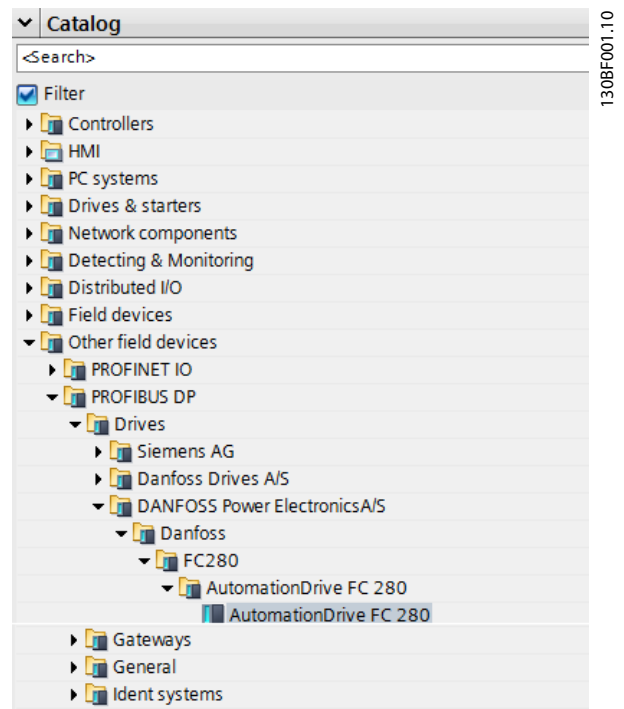 Catalog
<Search>
Filter
Controllers
HMI
PC systems
Drives & starters
Network components
Detecting & Monitoring
Distributed I/O
Field devices
Other field devices
PROFINET IO
PROFIBUS DP
Drives
Siemens AG
Danfoss Drives A/S
DANFOSS Power ElectronicsA/S
Danfoss
FC280
AutomationDrive FC 280
AutomationDrive FC 280
Gateways
General
Ident systems
130BF001.10